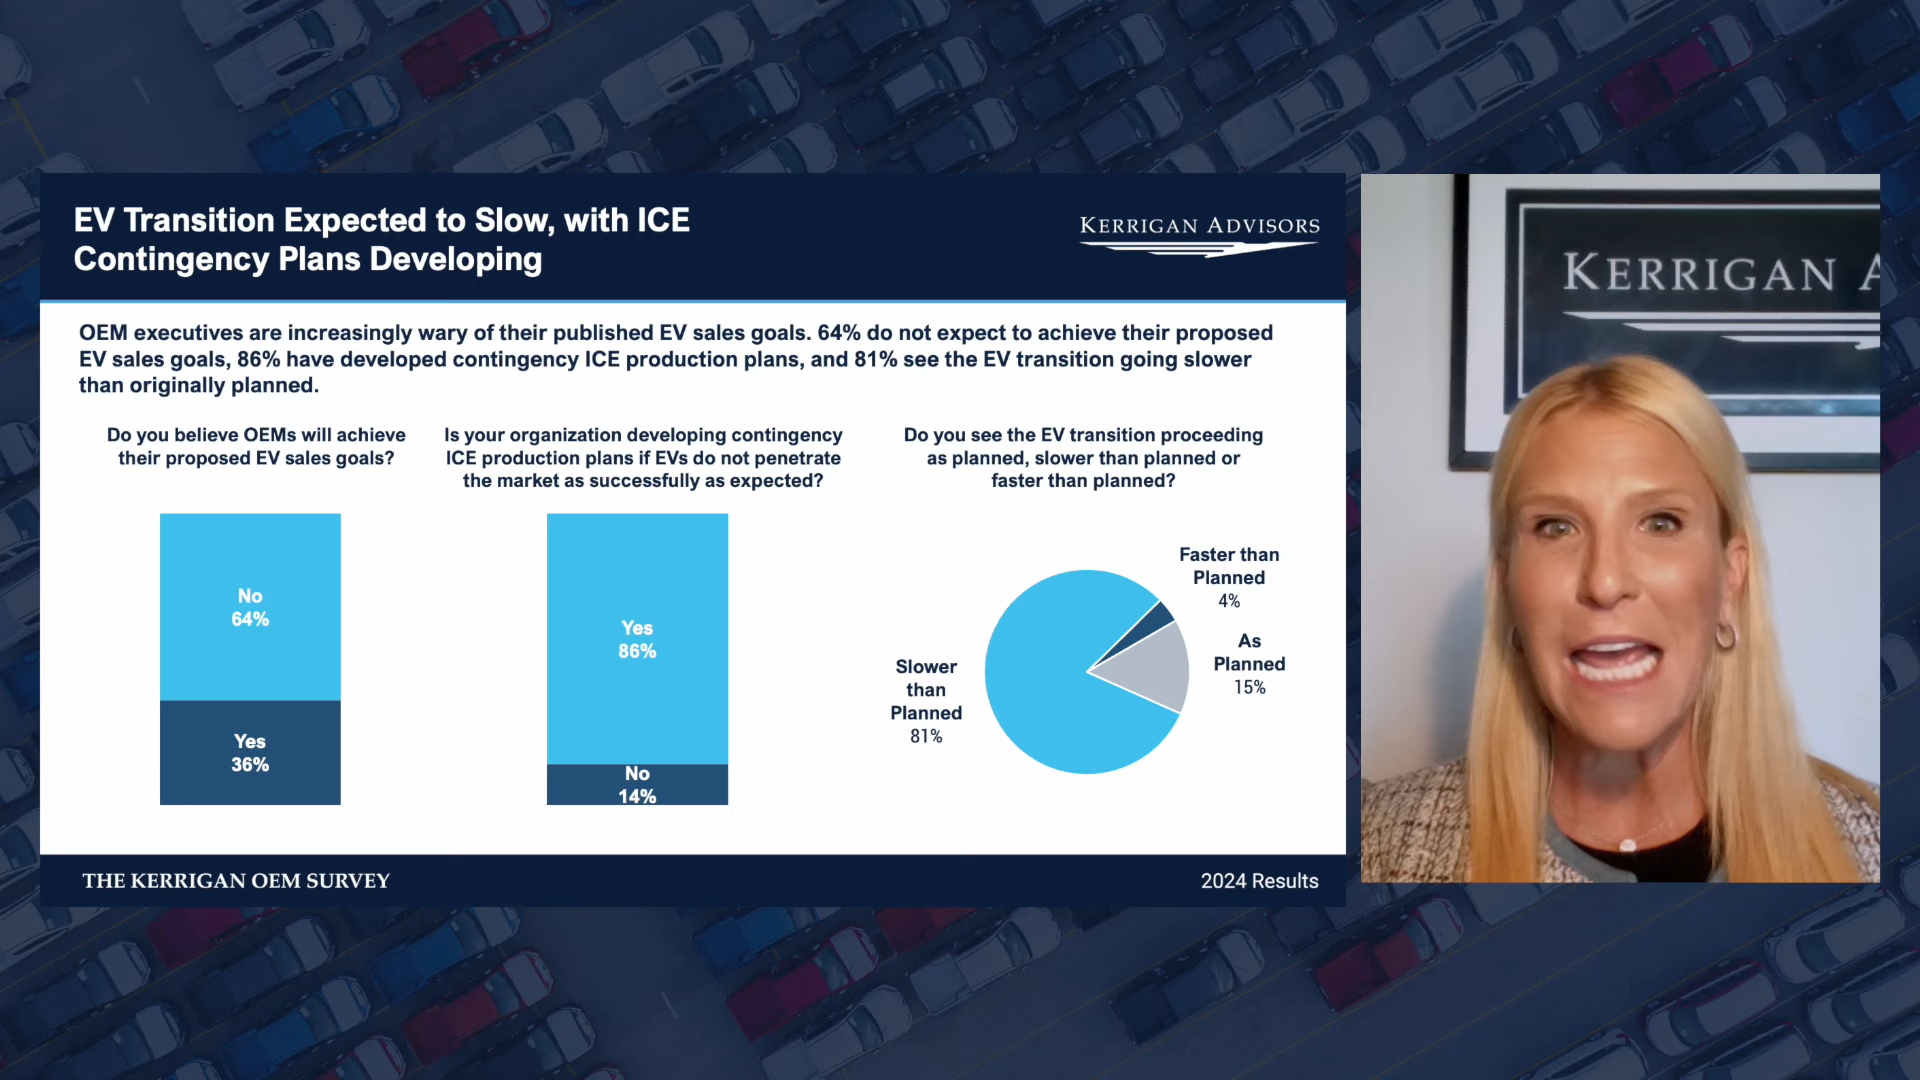 EV Transition Expected to Slow, with ICE
Contingency Plans Developing
KERRIGAN ADVISORS
OEM executives are increasingly wary of their published EV sales goals. 64% do not expect to achieve their proposed
EV sales goals, 86% have developed contingency ICE production plans, and 81% see the EV transition going slower
than originally planned.
Do you believe OEMs will achieve
their proposed EV sales goals?
No
64%
Yes
36%
Is your organization developing contingency
ICE production plans if EVs do not penetrate
the market as successfully as expected?
Yes
86%
No
14%
Do you see the EV transition proceeding
as planned, slower than planned or
faster than planned?
Faster than
Planned
4%
As
Planned
15%
Slower
than
Planned
81%
THE KERRIGAN OEM SURVEY
2024 Results
KERRIGAN A